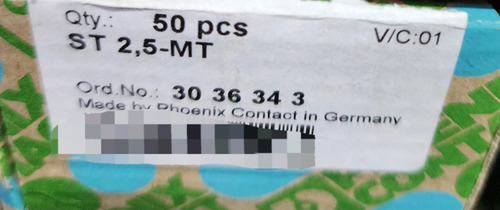 Qty.: 50 pcs V/C:01
ST 2,5-MT
Ord.No.: 30 36 34 3
Made by Phoenix Contact in Germany